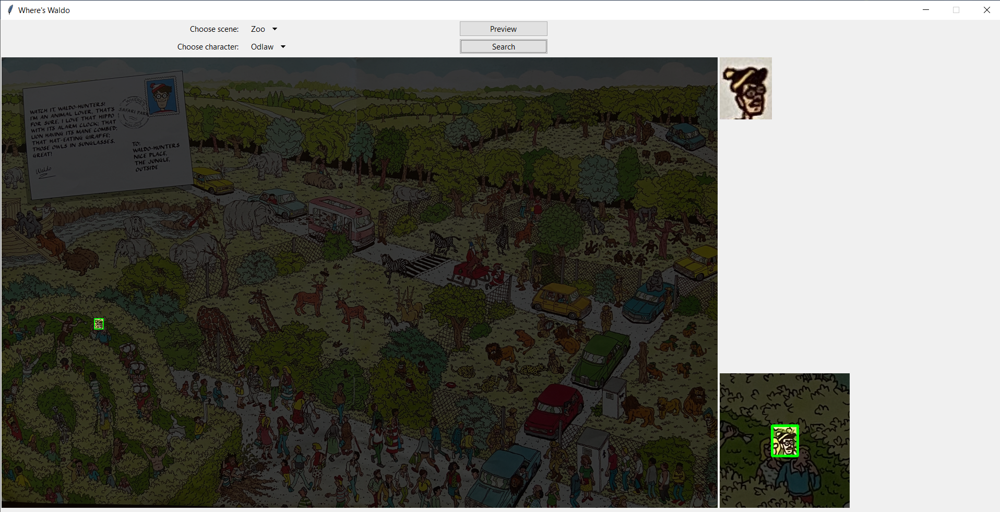 Where's Waldo
Choose scene: Zoo Preview
Choose character: Odlaw Search
WATCH IT, WALDO-HUNTERS!
I'M AN ANIMAL LOVER, THAT'S
FOR SURE. I LOVE THAT HIPPO
WITH ITS ALARM CLOCK; THAT
LION HAVING ITS MANE COMBED;
THAT HAT-EATING GIRAFFE;
THOSE OWLS IN SUNGLASSES.
GREAT!
Waldo
WHERE'S
SAFARI PARK
WALDO
TO:
WALDO-HUNTERS
NICE PLACE,
THE JUNGLE,
OUTSIDE